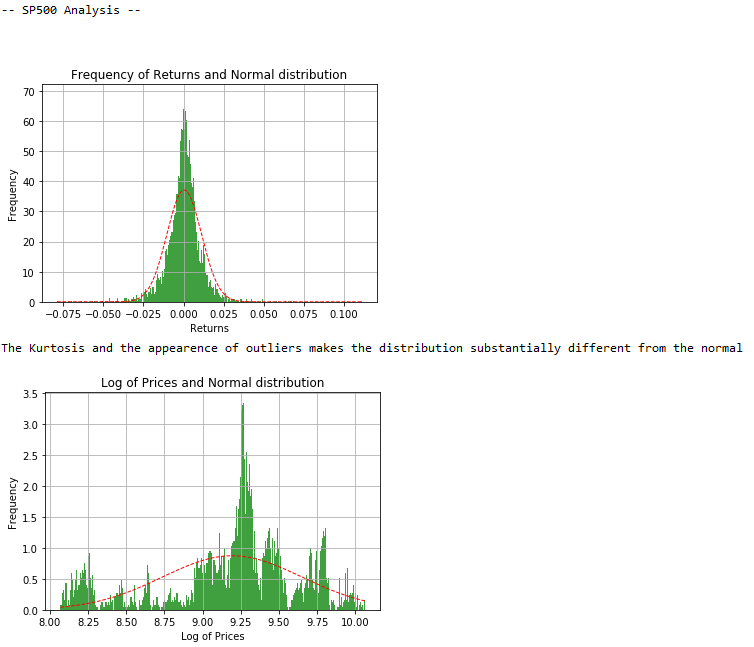 -- SP500 Analysis --
Frequency of Returns and Normal distribution
70
60
50
40
30
20
10
0
Frequency
−0.075 −0.050 −0.025 0.000 0.025 0.050 0.075 0.100
Returns
The Kurtosis and the appearence of outliers makes the distribution substantially different from the normal
Log of Prices and Normal distribution
3.5
3.0
2.5
2.0
1.5
1.0
0.5
0.0
Frequency
8.00 8.25 8.50 8.75 9.00 9.25 9.50 9.75 10.00
Log of Prices